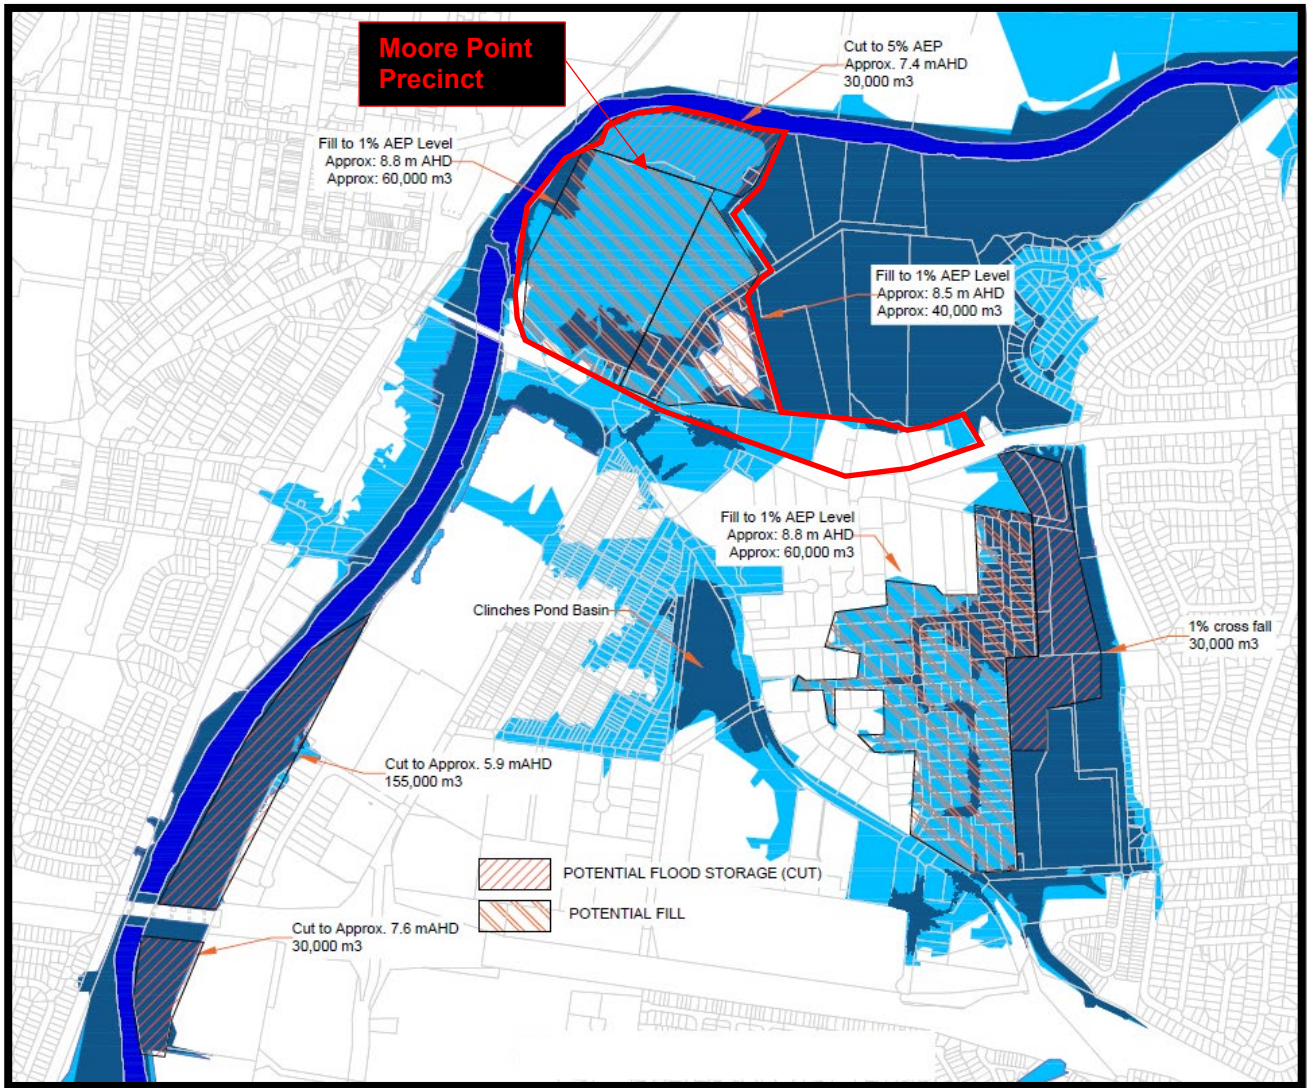 Moore Point
Precinct
Cut to 5% AEP
Approx. 7.4 mAHD
30,000 m3
Fill to 1% AEP Level
Approx: 8.8 m AHD
Approx: 60,000 m3
Fill to 1% AEP Level
Approx: 8.5 m AHD
Approx: 40,000 m3
Fill to 1% AEP Level
Approx: 8.8 m AHD
Approx: 60,000 m3
Clinches Pond Basin
1% cross fall
30,000 m3
Cut to Approx. 5.9 mAHD
155,000 m3
POTENTIAL FLOOD STORAGE (CUT)
POTENTIAL FILL
Cut to Approx. 7.6 mAHD
30,000 m3